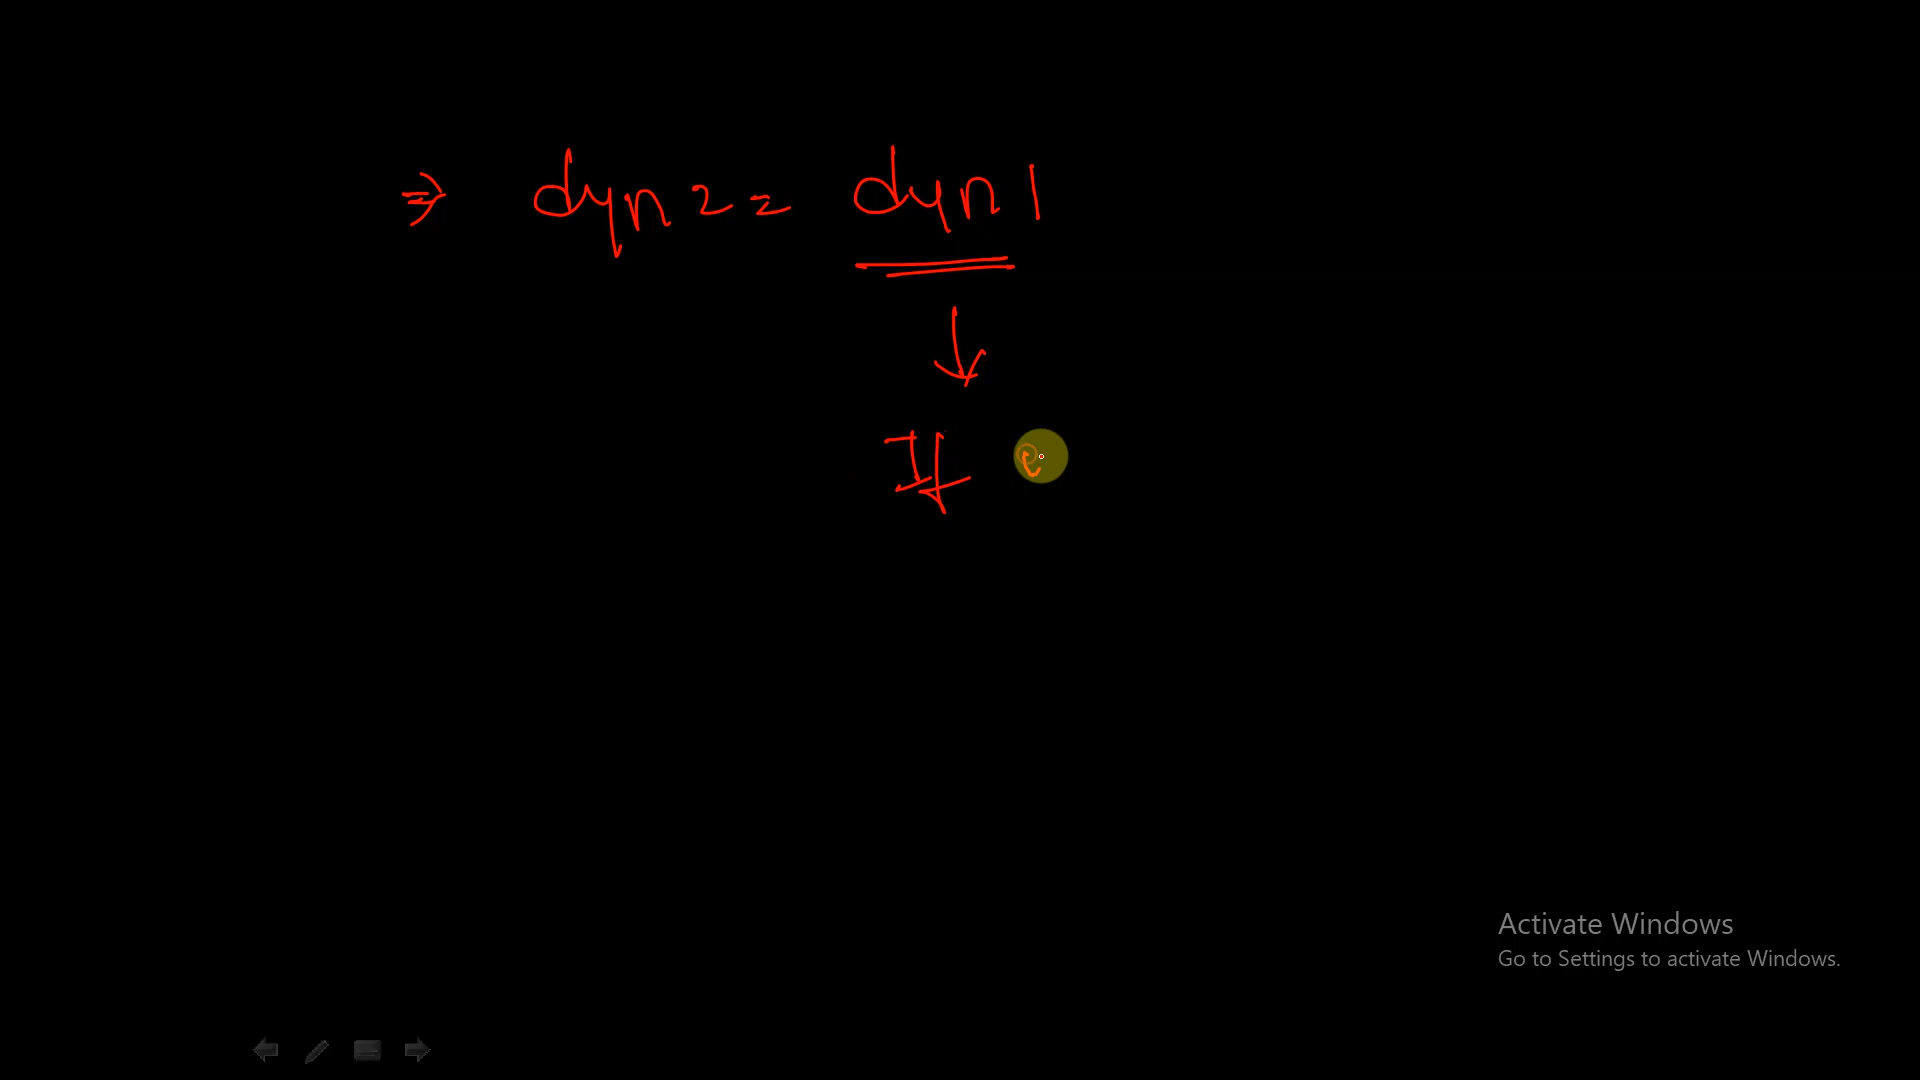 ⇒ dyn2 = dyn1
↓
If
Activate Windows
Go to Settings to activate Windows.